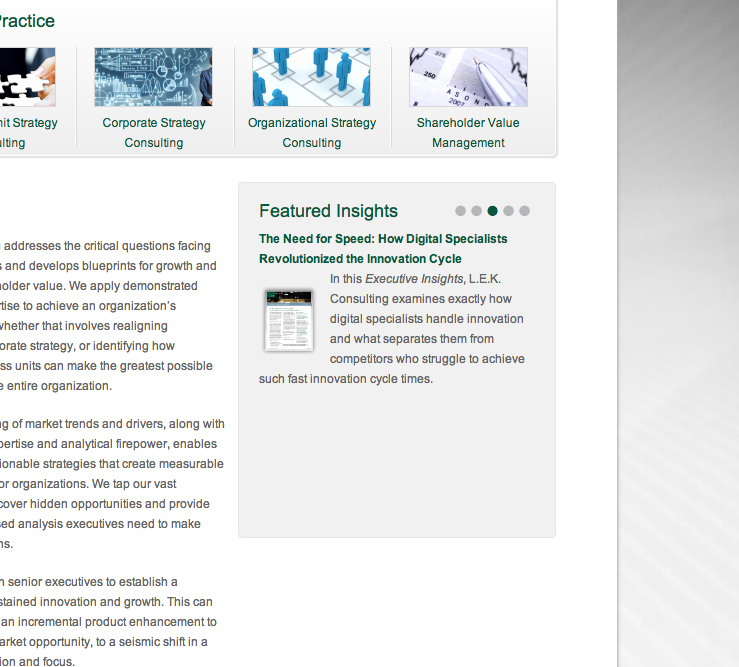 ractice
it Strategy
lting
Corporate Strategy
Consulting
Organizational Strategy
Consulting
Shareholder Value
Management
375
250
A S O N D
2007
addresses the critical questions facing
s and develops blueprints for growth and
holder value. We apply demonstrated
rtise to achieve an organization’s
whether that involves realigning
orate strategy, or identifying how
ss units can make the greatest possible
e entire organization.
ng of market trends and drivers, along with
pertise and analytical firepower, enables
ionable strategies that create measurable
or organizations. We tap our vast
cover hidden opportunities and provide
sed analysis executives need to make
ns.
n senior executives to establish a
stained innovation and growth. This can
an incremental product enhancement to
arket opportunity, to a seismic shift in a
ion and focus.
Featured Insights
The Need for Speed: How Digital Specialists
Revolutionized the Innovation Cycle
In this Executive Insights, L.E.K.
Consulting examines exactly how
digital specialists handle innovation
and what separates them from
competitors who struggle to achieve
such fast innovation cycle times.